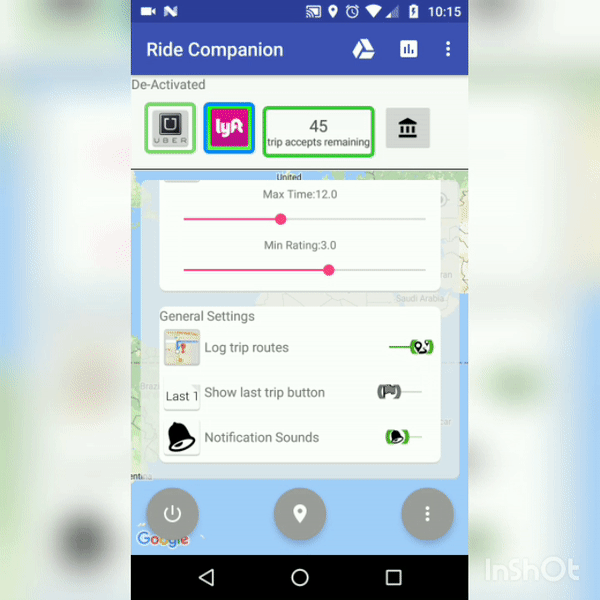 10:15
Ride Companion
De-Activated
UBER
lyft
45
trip accepts remaining
United
Max Time:12.0
Min Rating:3.0
Saudi Arabia
General Settings
Log trip routes
Last 1
Show last trip button
Notification Sounds
Google
InShOt